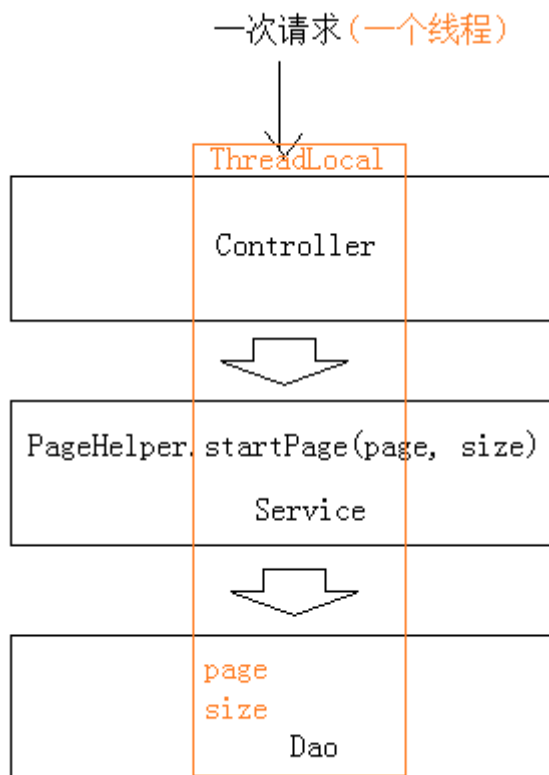 一次请求(一个线程)
ThreadLocal
Controller
PageHelper.startPage(page, size)
Service
page
size
Dao